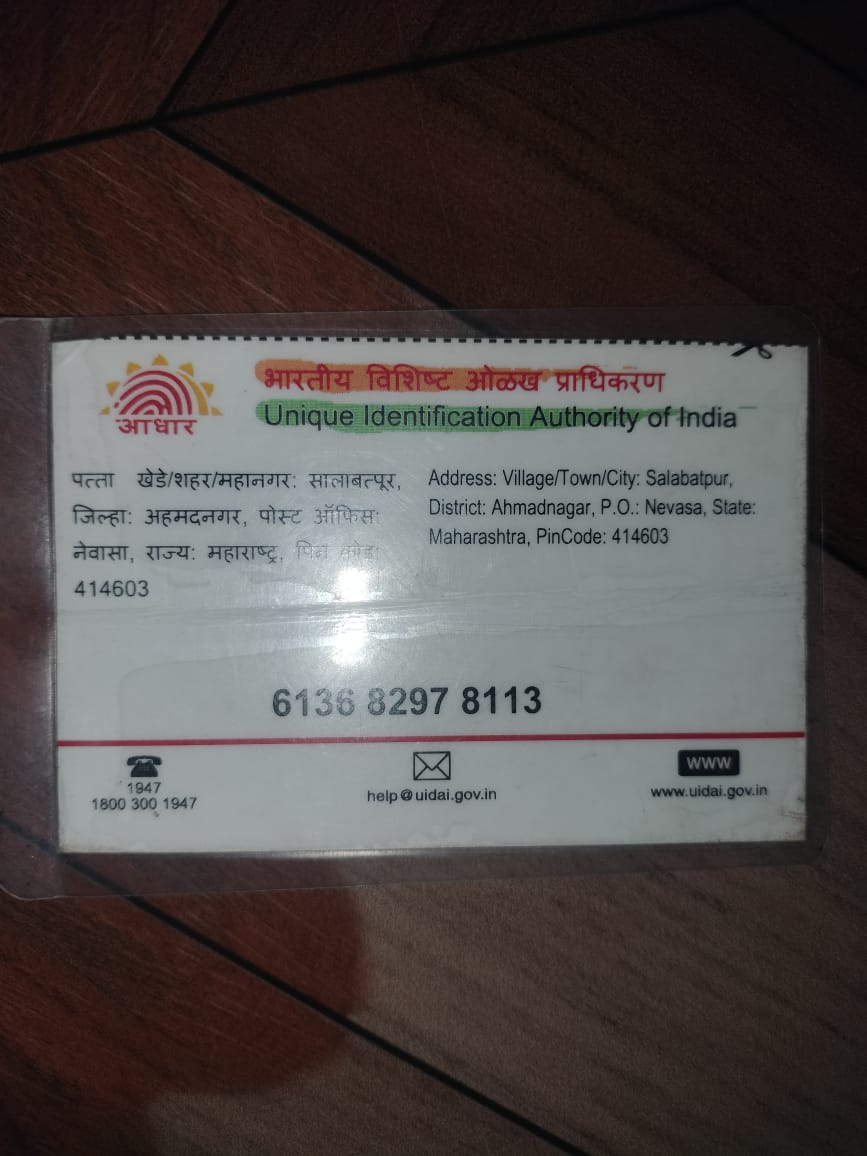 भारतीय विशिष्ट ओळख प्राधिकरण
Unique Identification Authority of India
आधार
पत्ता खेडे/शहर/महानगर: सालाबत्पूर,
जिल्हा: अहमदनगर, पोस्ट ऑफिस:
नेवासा, राज्य: महाराष्ट्र, पिन कोड:
414603
Address: Village/Town/City: Salabatpur,
District: Ahmadnagar, P.O.: Nevasa, State:
Maharashtra, PinCode: 414603
6136 8297 8113
1947
1800 300 1947
help@uidai.gov.in
www
www.uidai.gov.in